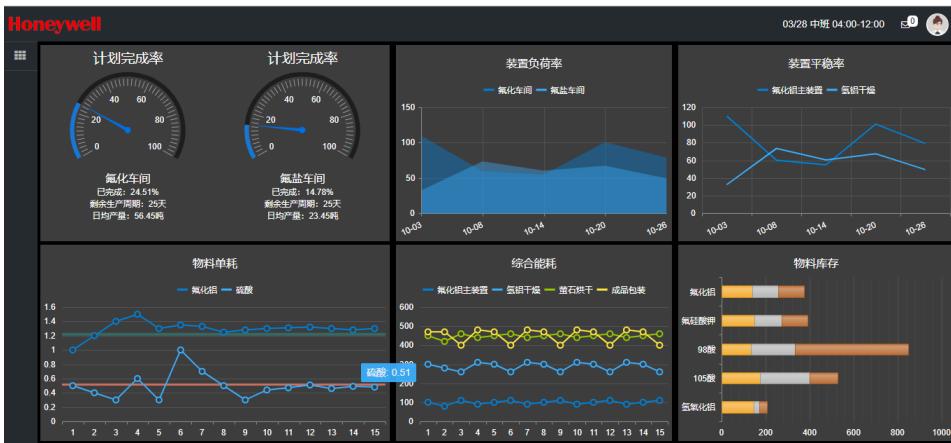 Honeywell
03/28 中班 04:00-12:00
0
计划完成率
计划完成率
0 20 40 60 80 100
0 20 40 60 80 100
氟化车间
已完成: 24.51%
剩余生产周期: 25天
日均产量: 56.45吨
氟盐车间
已完成: 14.78%
剩余生产周期: 25天
日均产量: 23.45吨
装置负荷率
氟化车间 氟盐车间
150
100
50
0
10-03 10-08 10-14 10-20 10-26
装置平稳率
氟化铝主装置 氢铝干燥
120
100
80
60
40
20
0
10-03 10-08 10-14 10-20 10-26
物料单耗
氟化铝 硫酸
1.6
1.4
1.2
1
0.8
0.6
0.4
0.2
1 2 3 4 5 6 7 8 9 10 11 12 13 14 15
硫酸: 0.51
综合能耗
氟化铝主装置 氢铝干燥 萤石烘干 成品包装
600
500
400
300
200
100
0
1 2 3 4 5 6 7 8 9 10 11 12 13 14 15
物料库存
氟化铝
氟硅酸钾
98酸
105酸
氢氧化铝
0 200 400 600 800 1000